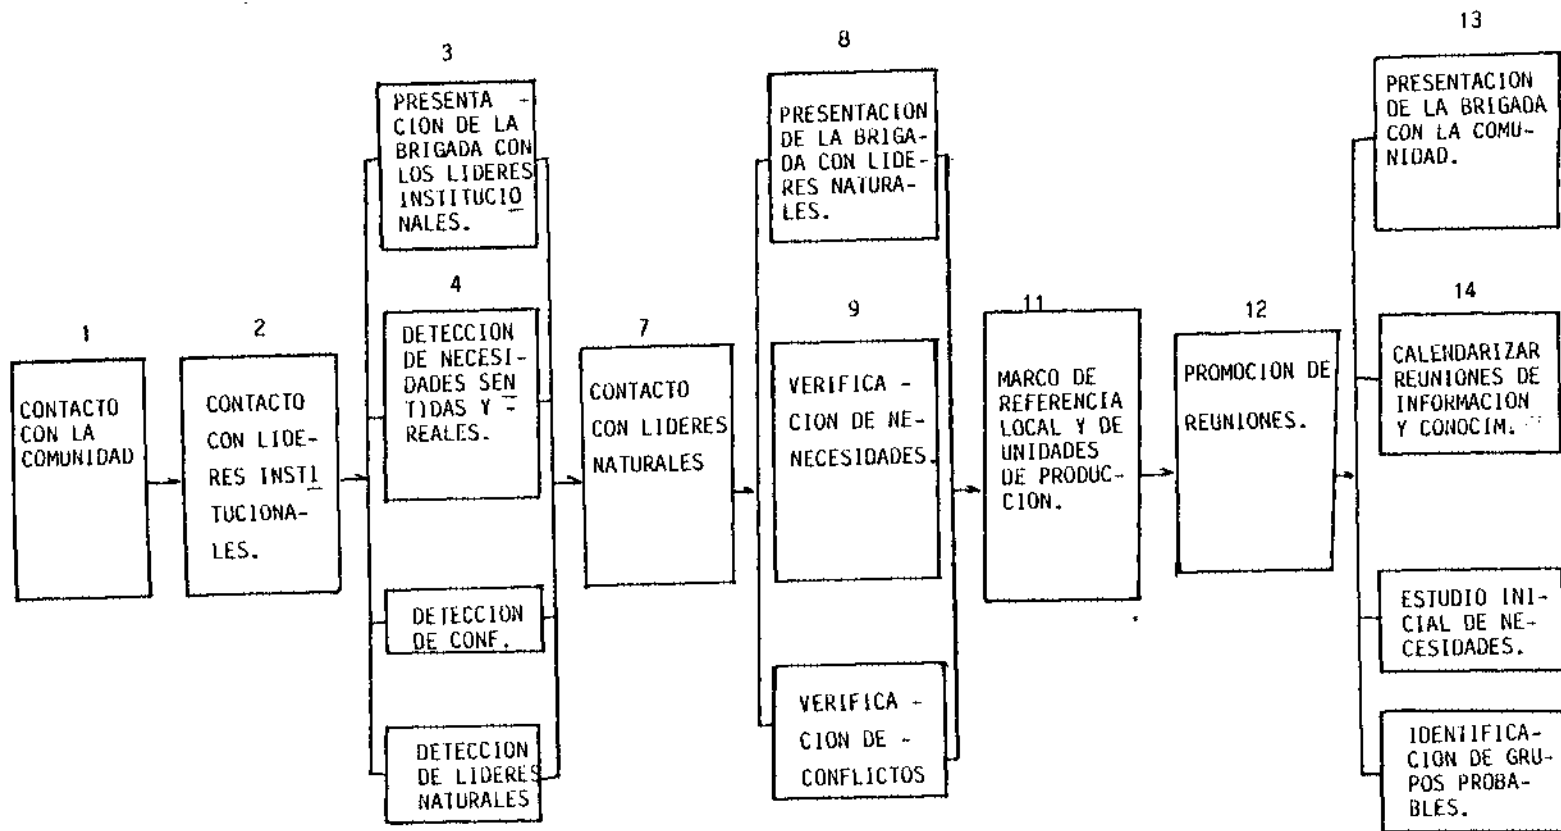 1
CONTACTO
CON LA
COMUNIDAD
2
CONTACTO
CON LIDE-
RES INSTI
TUCIONA-
LES.
3
PRESENTA -
CION DE LA
BRIGADA CON
LOS LIDERES
INSTITUCIO
NALES.
4
DETECCION
DE NECESI-
DADES SEN
TIDAS Y -
REALES.
DETECCION
DE CONF.
DETECCION
DE LIDERES
NATURALES
7
CONTACTO
CON LIDERES
NATURALES
8
PRESENTACION
DE LA BRIGA-
DA CON LIDE-
RES NATURA-
LES.
9
VERIFICA -
CION DE NE-
NECESIDADES.
VERIFICA -
CION DE -
CONFLICTOS
11
MARCO DE
REFERENCIA
LOCAL Y DE
UNIDADES
DE PRODUC-
CION.
12
PROMOCION DE
REUNIONES.
13
PRESENTACION
DE LA BRIGADA
CON LA COMU-
NIDAD.
14
CALENDARIZAR
REUNIONES DE
INFORMACION
Y CONOCIM.
ESTUDIO INI-
CIAL DE NE-
CESIDADES.
IDENTIFICA-
CION DE GRU-
POS PROBA-
BLES.